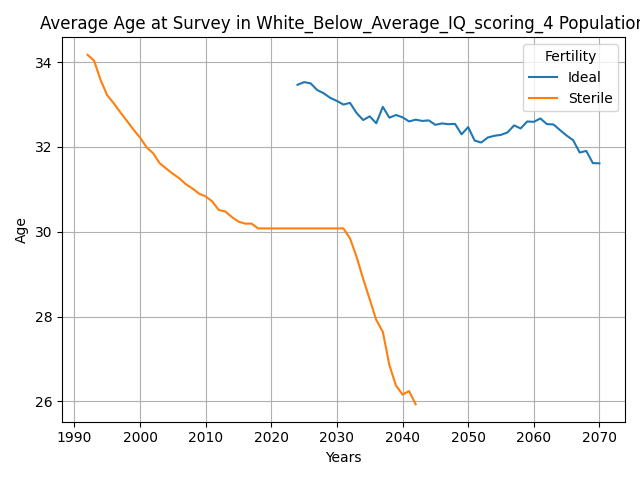 Average Age at Survey in White_Below_Average_IQ_scoring_4 Population
Fertility
Ideal
Sterile
Age
34
32
30
28
26
1990 2000 2010 2020 2030 2040 2050 2060 2070
Years